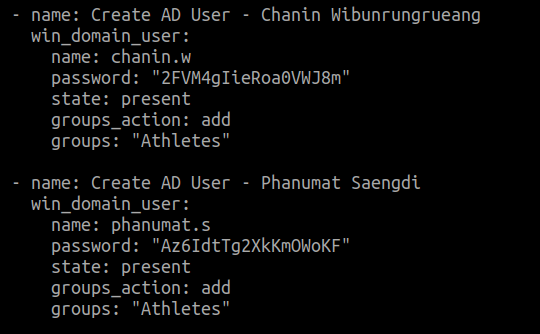 - name: Create AD User - Chanin Wibunrungrueang
  win_domain_user:
    name: chanin.w
    password: "2FVM4gIieRoa0VWJ8m"
    state: present
    groups_action: add
    groups: "Athletes"

- name: Create AD User - Phanumat Saengdi
  win_domain_user:
    name: phanumat.s
    password: "Az6IdtTg2XkKmOWoKF"
    state: present
    groups_action: add
    groups: "Athletes"